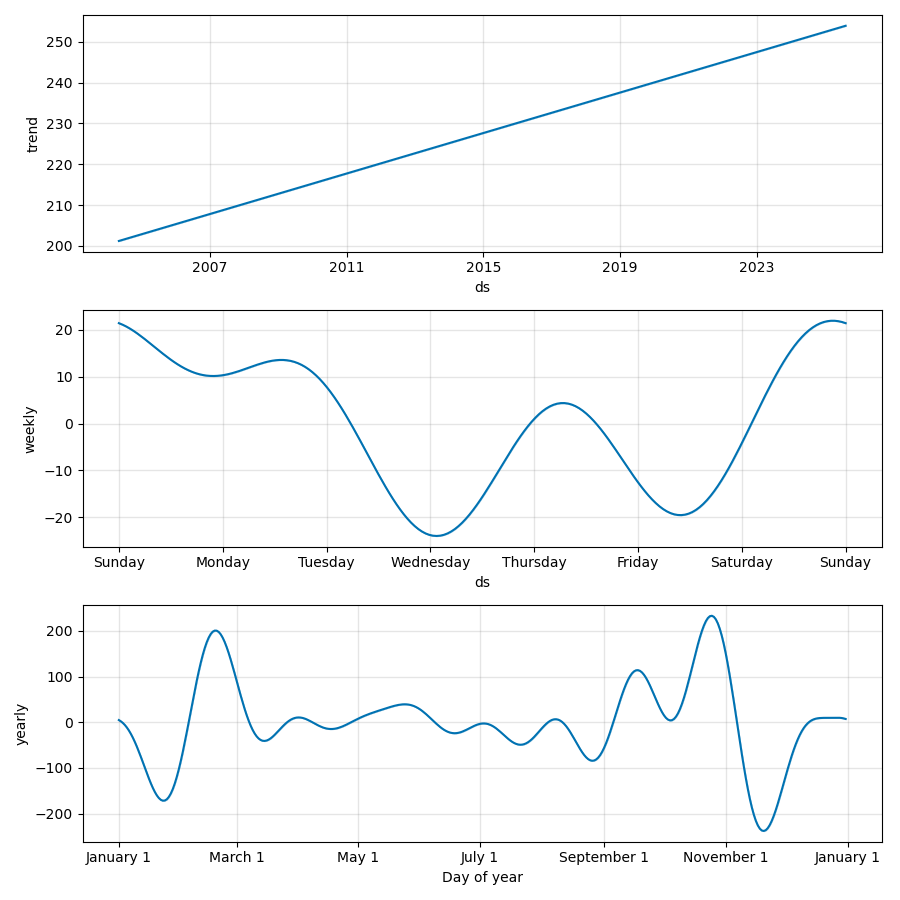 250
240
230
220
210
200
trend
2007 2011 2015 2019 2023
ds
20
10
0
−10
−20
weekly
Sunday Monday Tuesday Wednesday Thursday Friday Saturday Sunday
ds
200
100
0
−100
−200
yearly
January 1 March 1 May 1 July 1 September 1 November 1 January 1
Day of year